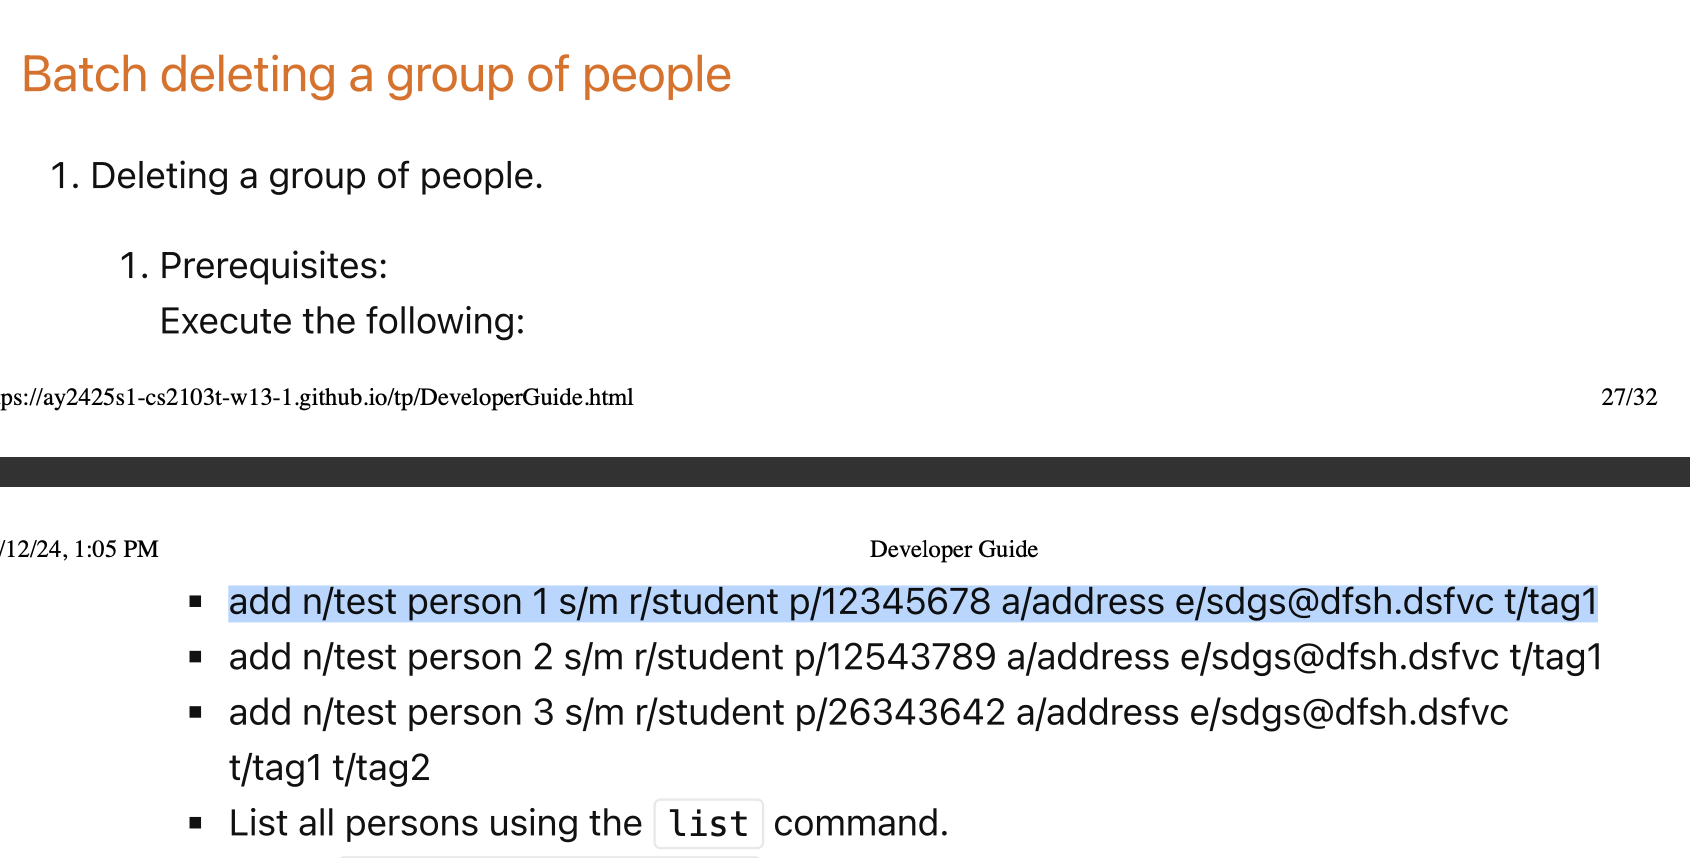 Batch deleting a group of people
1. Deleting a group of people.
1. Prerequisites:
Execute the following:
ps://ay2425s1-cs2103t-w13-1.github.io/tp/DeveloperGuide.html 27/32
/12/24, 1:05 PM Developer Guide
▪ add n/test person 1 s/m r/student p/12345678 a/address e/sdgs@dfsh.dsfvc t/tag1
▪ add n/test person 2 s/m r/student p/12543789 a/address e/sdgs@dfsh.dsfvc t/tag1
▪ add n/test person 3 s/m r/student p/26343642 a/address e/sdgs@dfsh.dsfvc
t/tag1 t/tag2
▪ List all persons using the list command.